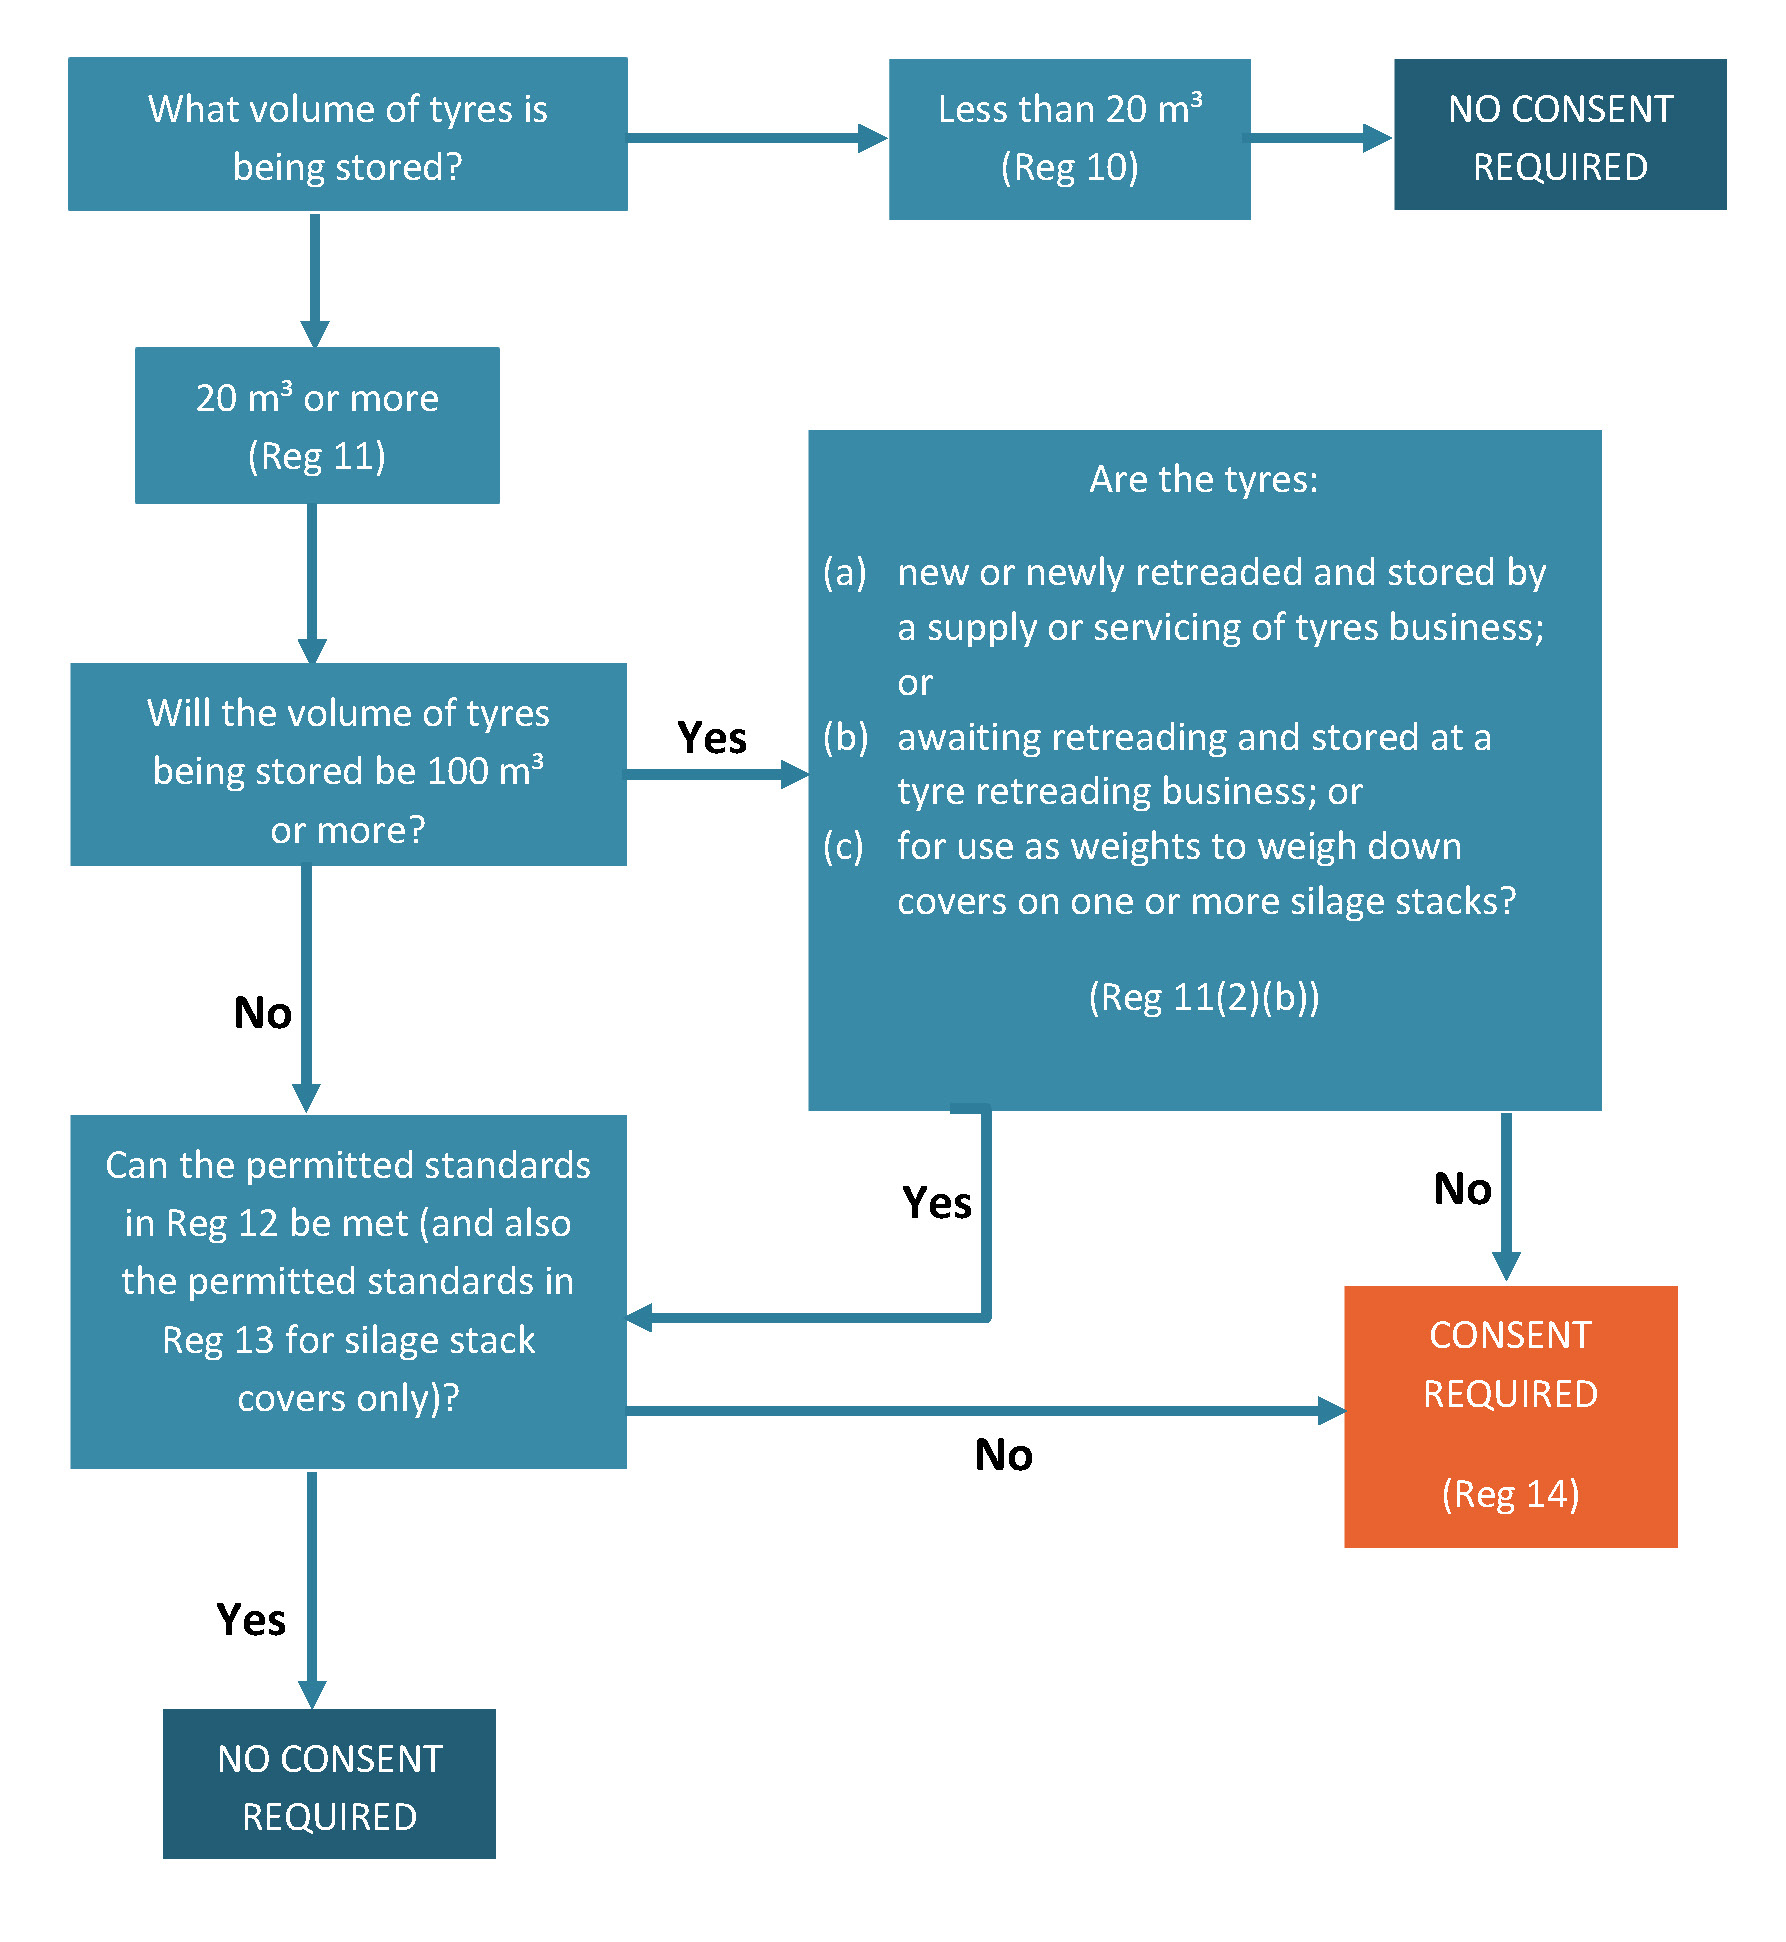 What volume of tyres is
being stored?
Less than 20 m³
(Reg 10)
NO CONSENT
REQUIRED
20 m³ or more
(Reg 11)
Will the volume of tyres
being stored be 100 m³
or more?
Yes
Are the tyres:
(a) new or newly retreaded and stored by
a supply or servicing of tyres business;
or
(b) awaiting retreading and stored at a
tyre retreading business; or
(c) for use as weights to weigh down
covers on one or more silage stacks?
(Reg 11(2)(b))
No
Can the permitted standards
in Reg 12 be met (and also
the permitted standards in
Reg 13 for silage stack
covers only)?
Yes
No
CONSENT
REQUIRED
(Reg 14)
No
Yes
NO CONSENT
REQUIRED